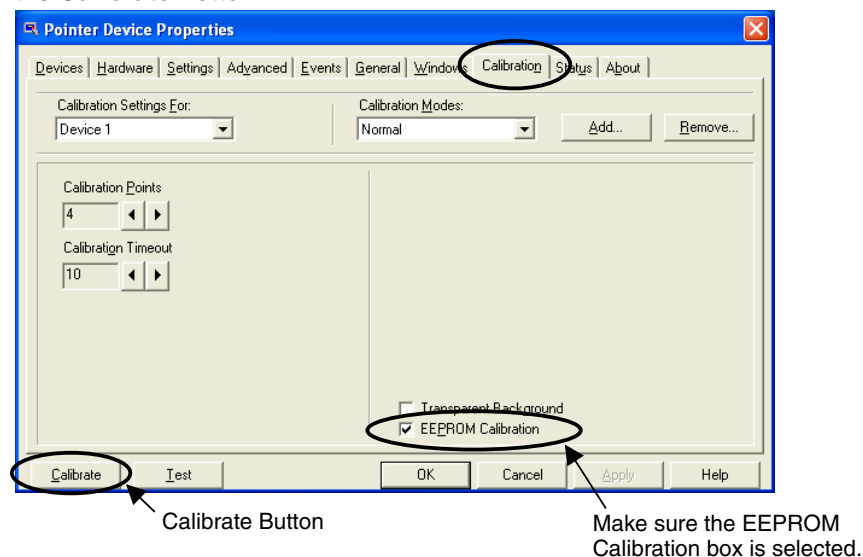 Pointer Device Properties
Devices Hardware Settings Advanced Events General Windows Calibration Status About
Calibration Settings For: Calibration Modes:
Device 1 Normal Add... Remove...
Calibration Points
4
Calibration Timeout
10
Transparent Background
EEPROM Calibration
Calibrate Test OK Cancel Apply Help
Calibrate Button
Make sure the EEPROM
Calibration box is selected.